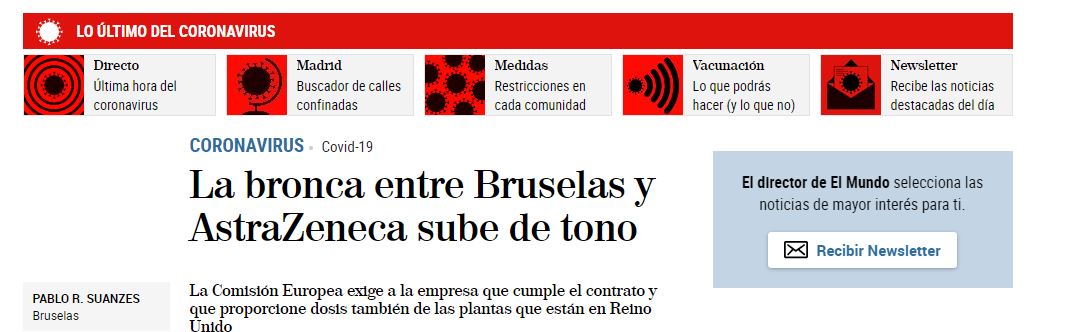 LO ÚLTIMO DEL CORONAVIRUS
Directo
Última hora del
coronavirus
Madrid
Buscador de calles
confinadas
Medidas
Restricciones en
cada comunidad
Vacunación
Lo que podrás
hacer (y lo que no)
Newsletter
Recibe las noticias
destacadas del día
CORONAVIRUS • Covid-19
La bronca entre Bruselas y
AstraZeneca sube de tono
El director de El Mundo selecciona las
noticias de mayor interés para ti.
Recibir Newsletter
PABLO R. SUANZES
Bruselas
La Comisión Europea exige a la empresa que cumple el contrato y
que proporcione dosis también de las plantas que están en Reino
Unido